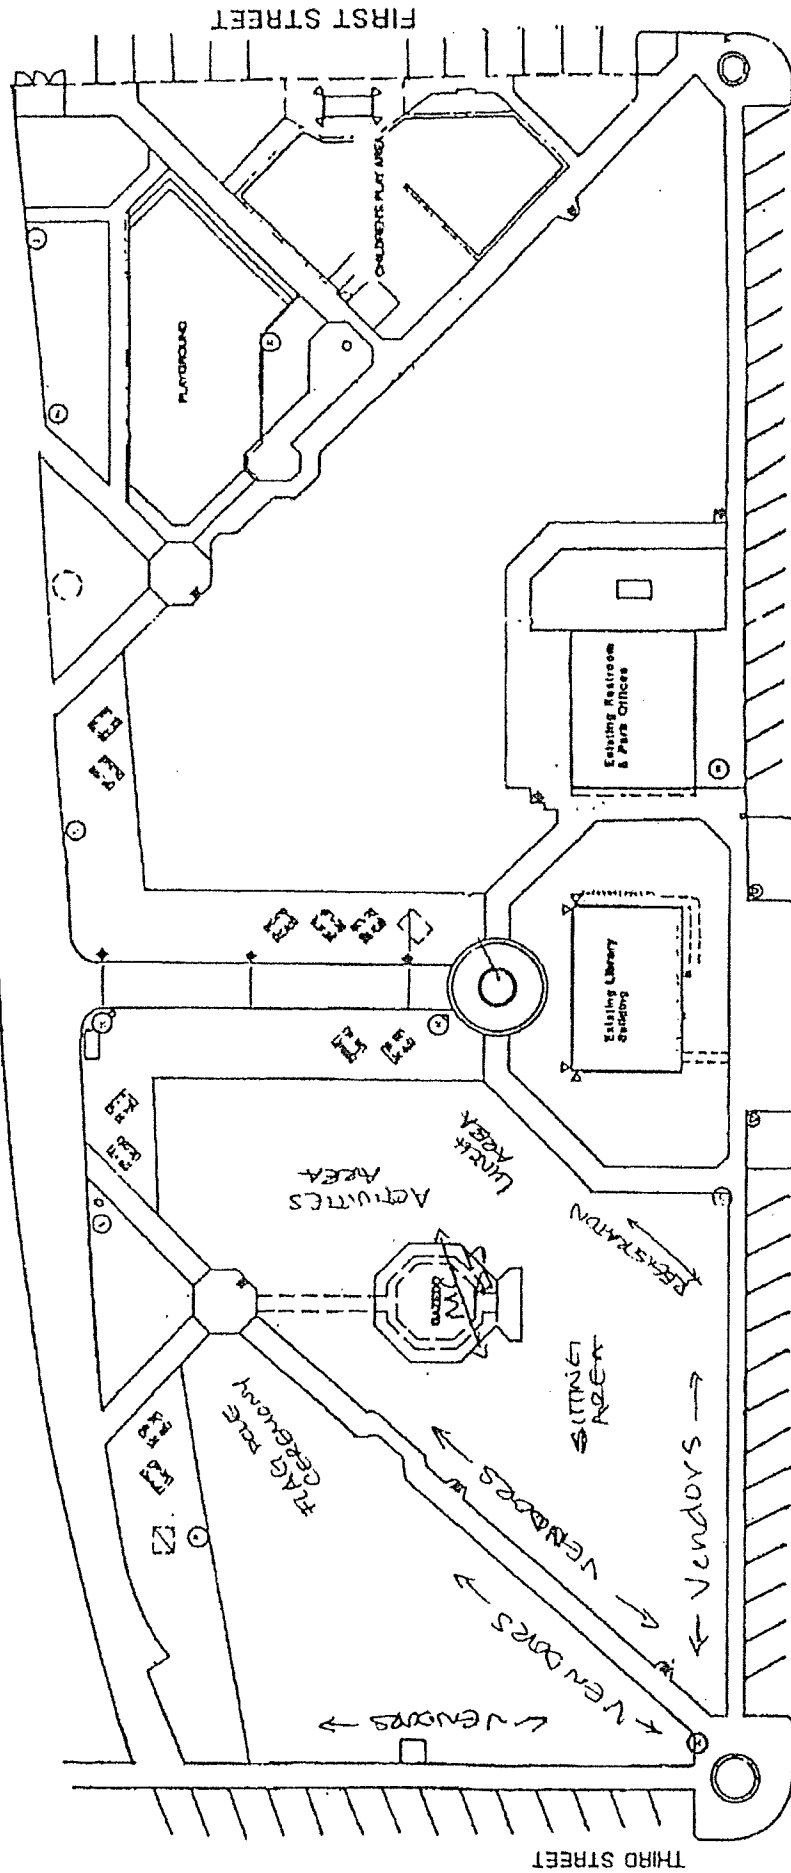 FIRST STREET
CHILDREN'S PLAY AREA
PLAYGROUND
Existing Restroom
& Park Offices
Existing Library
Building
LUNCH
AREA
ACTIVITIES
AREA
REGISTRATION
GAZEBO
SITTING
AREA
FLAG POLE
CEREMONY
VENDORS
VENDORS
Vendors
VENDORS
THIRD STREET